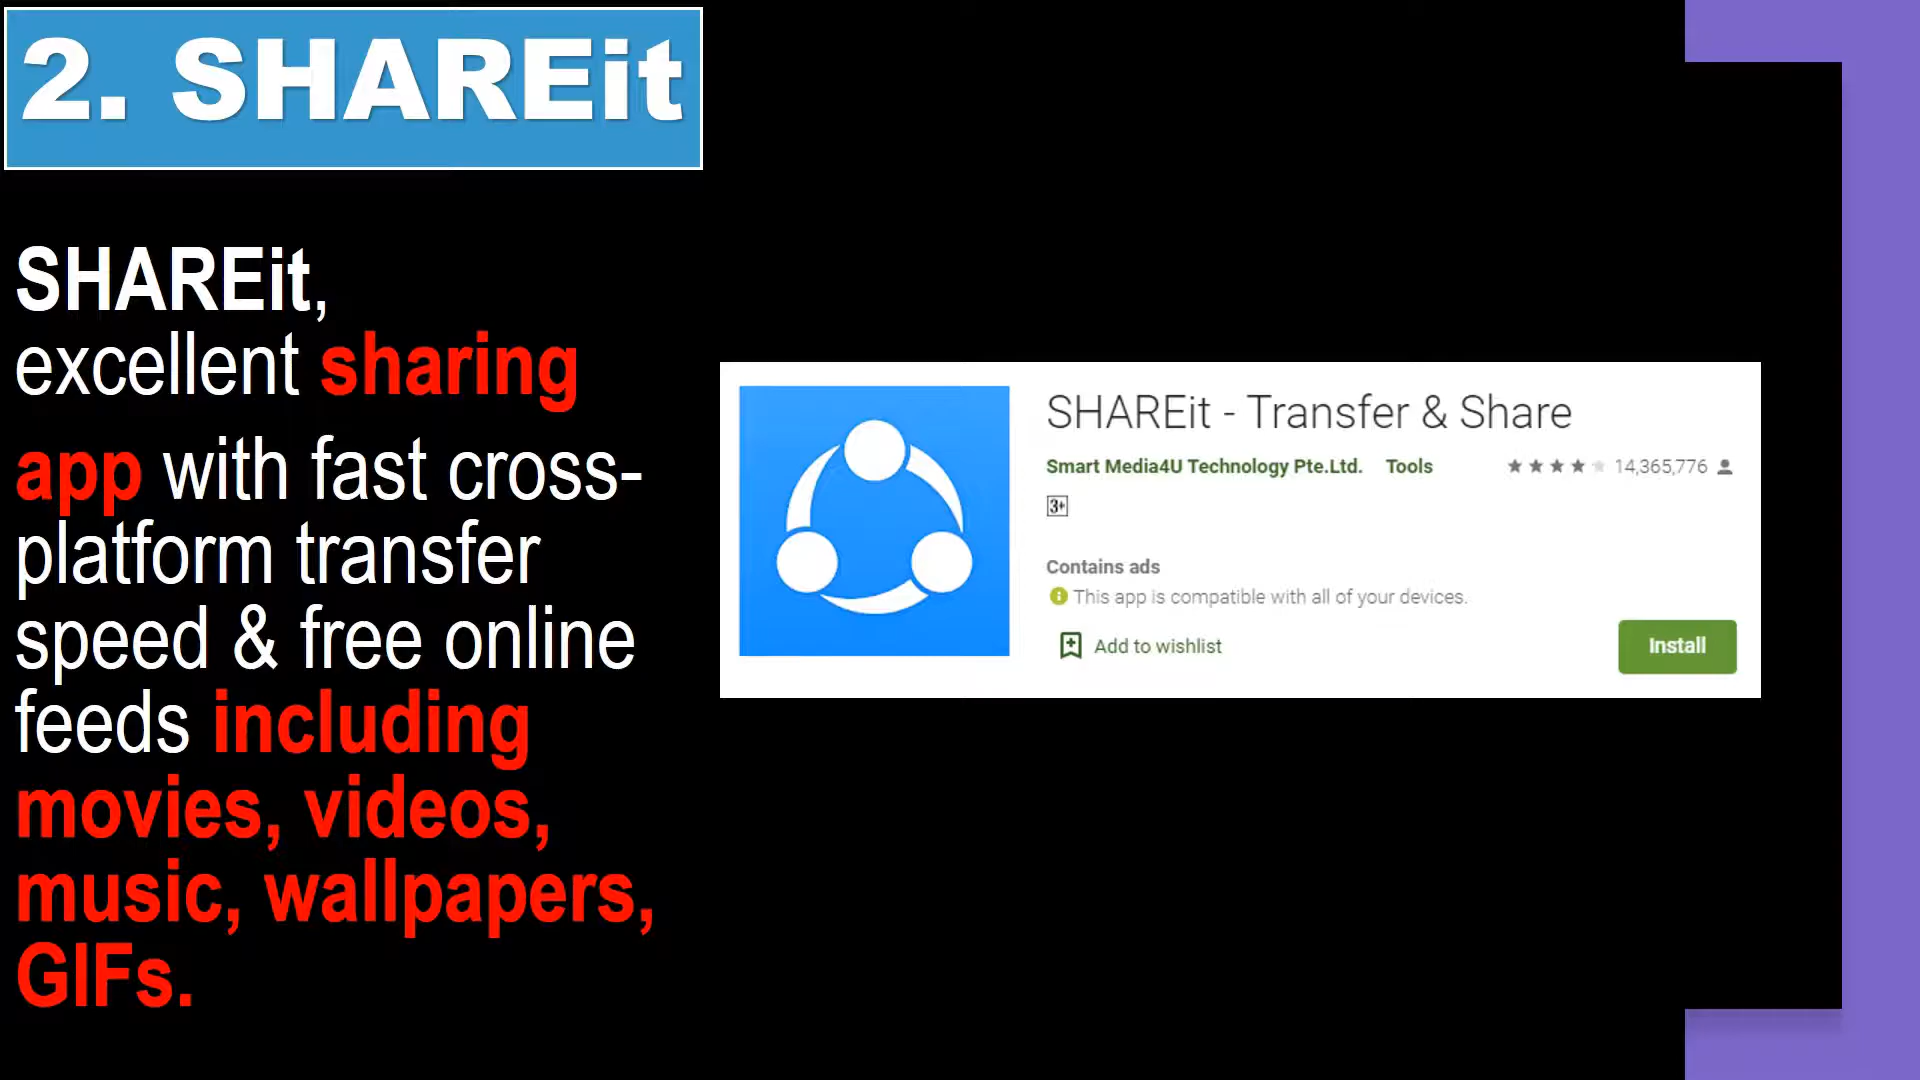 2. SHAREit
SHAREit,
excellent sharing
app with fast cross-
platform transfer
speed & free online
feeds including
movies, videos,
music, wallpapers,
GIFs.
SHAREit - Transfer & Share
Smart Media4U Technology Pte.Ltd. Tools 14,365,776
3+
Contains ads
This app is compatible with all of your devices.
Add to wishlist
Install